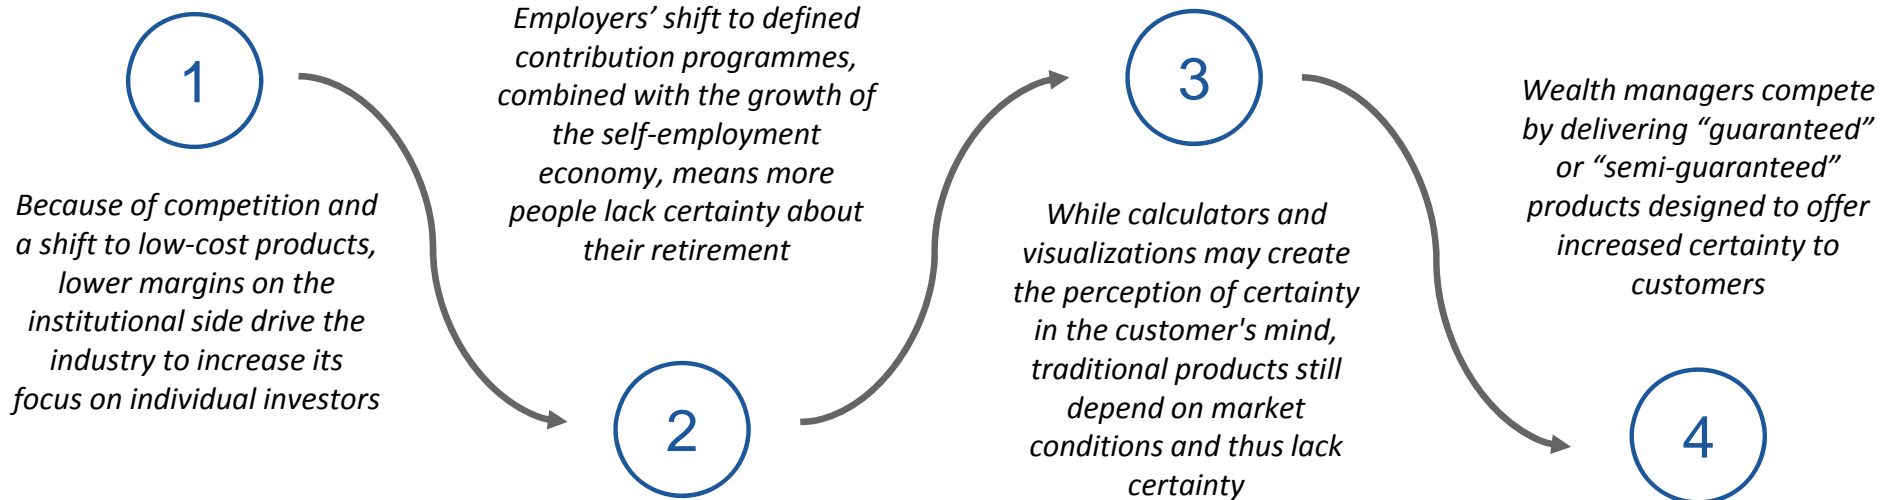 1
Because of competition and
a shift to low-cost products,
lower margins on the
institutional side drive the
industry to increase its
focus on individual investors
Employers’ shift to defined
contribution programmes,
combined with the growth of
the self-employment
economy, means more
people lack certainty about
their retirement
2
3
While calculators and
visualizations may create
the perception of certainty
in the customer's mind,
traditional products still
depend on market
conditions and thus lack
certainty
Wealth managers compete
by delivering “guaranteed”
or “semi-guaranteed”
products designed to offer
increased certainty to
customers
4